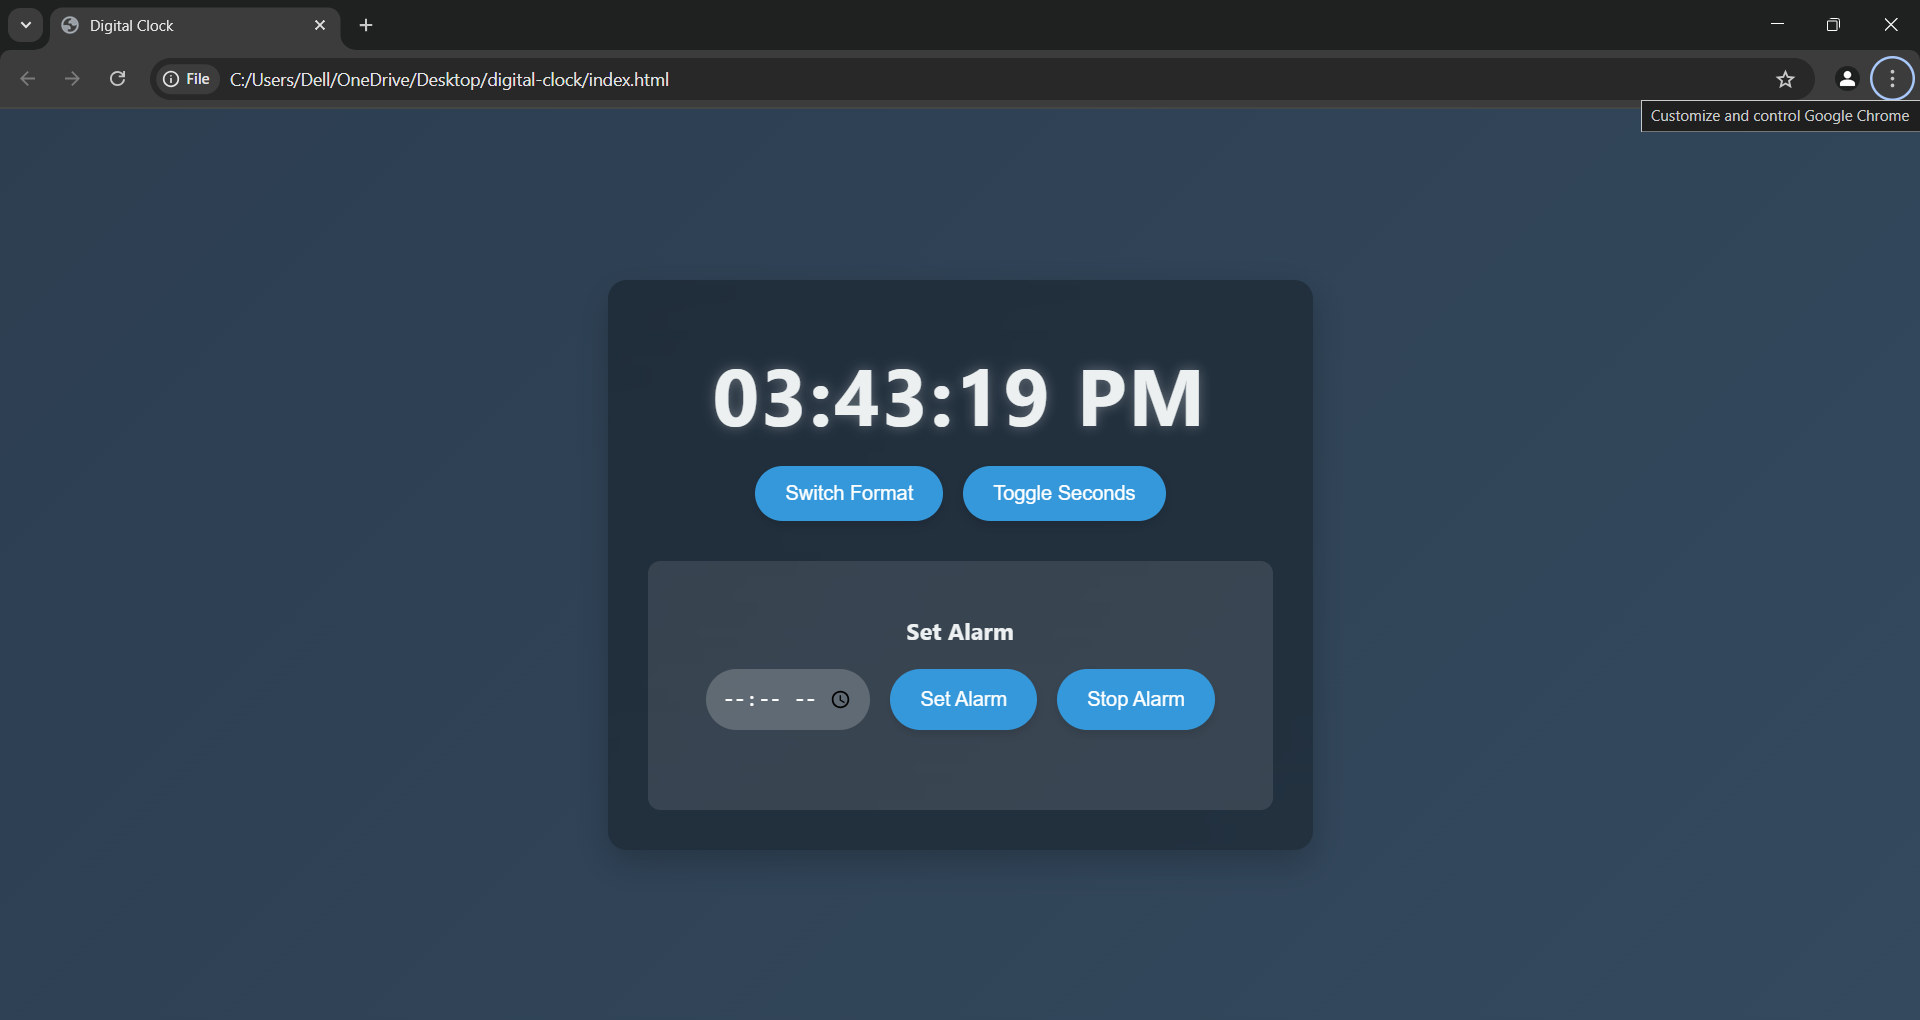 Digital Clock
File C:/Users/Dell/OneDrive/Desktop/digital-clock/index.html
Customize and control Google Chrome
03:43:19 PM
Switch Format Toggle Seconds
Set Alarm
--:-- -- Set Alarm Stop Alarm